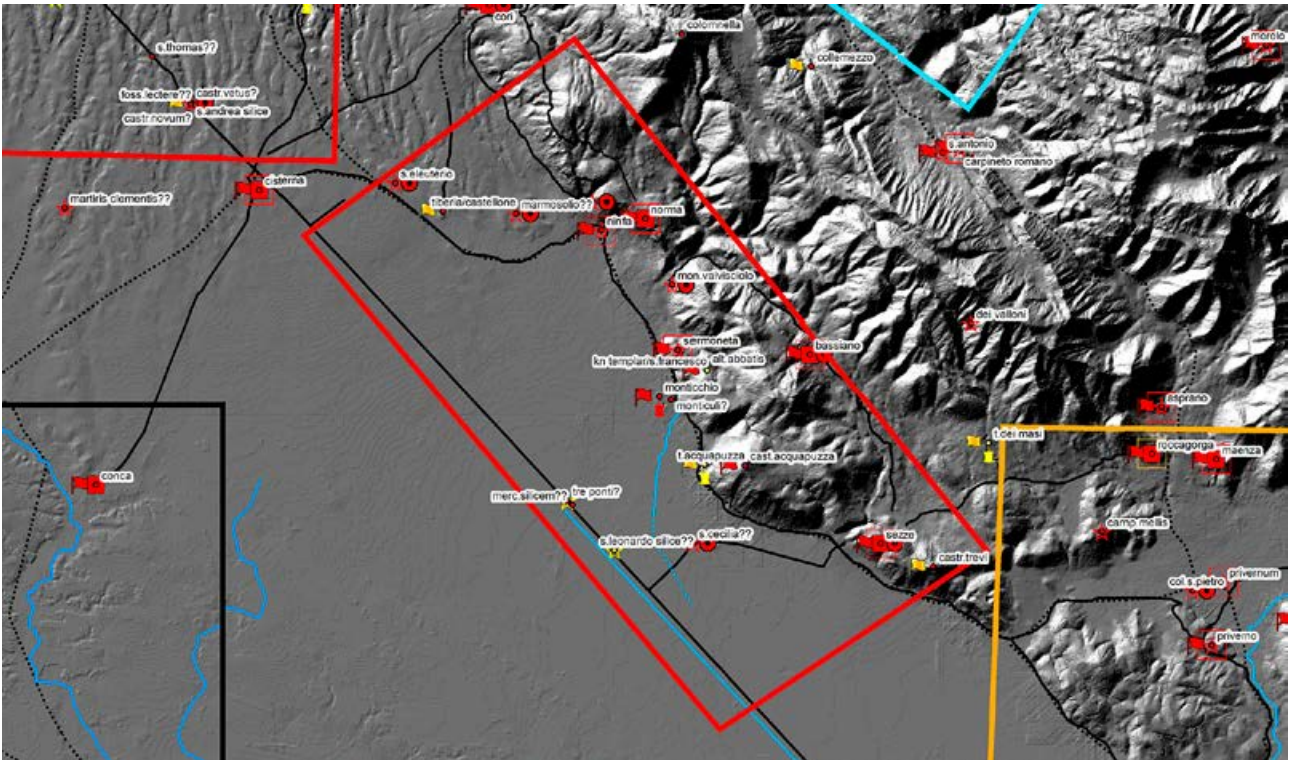 cori
colomnella
morolo
s.thomas??
collemezzo
foss.lectere??
castr.vetus?
castr.novum?
s.andrea silice
s.antonio
carpineto romano
cisterna
s.eleuterio
martiris clementis??
tiberia/castellone
marmosolio??
ninfa
norma
mon.valvisciolo
dei valloni
sermoneta
bassiano
kn templar/s.francesco
alt.abbatis
monticchio
monticuli?
asprano
t.dei masi
roccagorga
maenza
t.acquapuzza
cast.acquapuzza
conca
merc.silicem??
tre ponti?
camp.mellis
s.leonardo silice??
s.cecilia??
sezze
castr.trevi
col.s.pietro
privernum
priverno